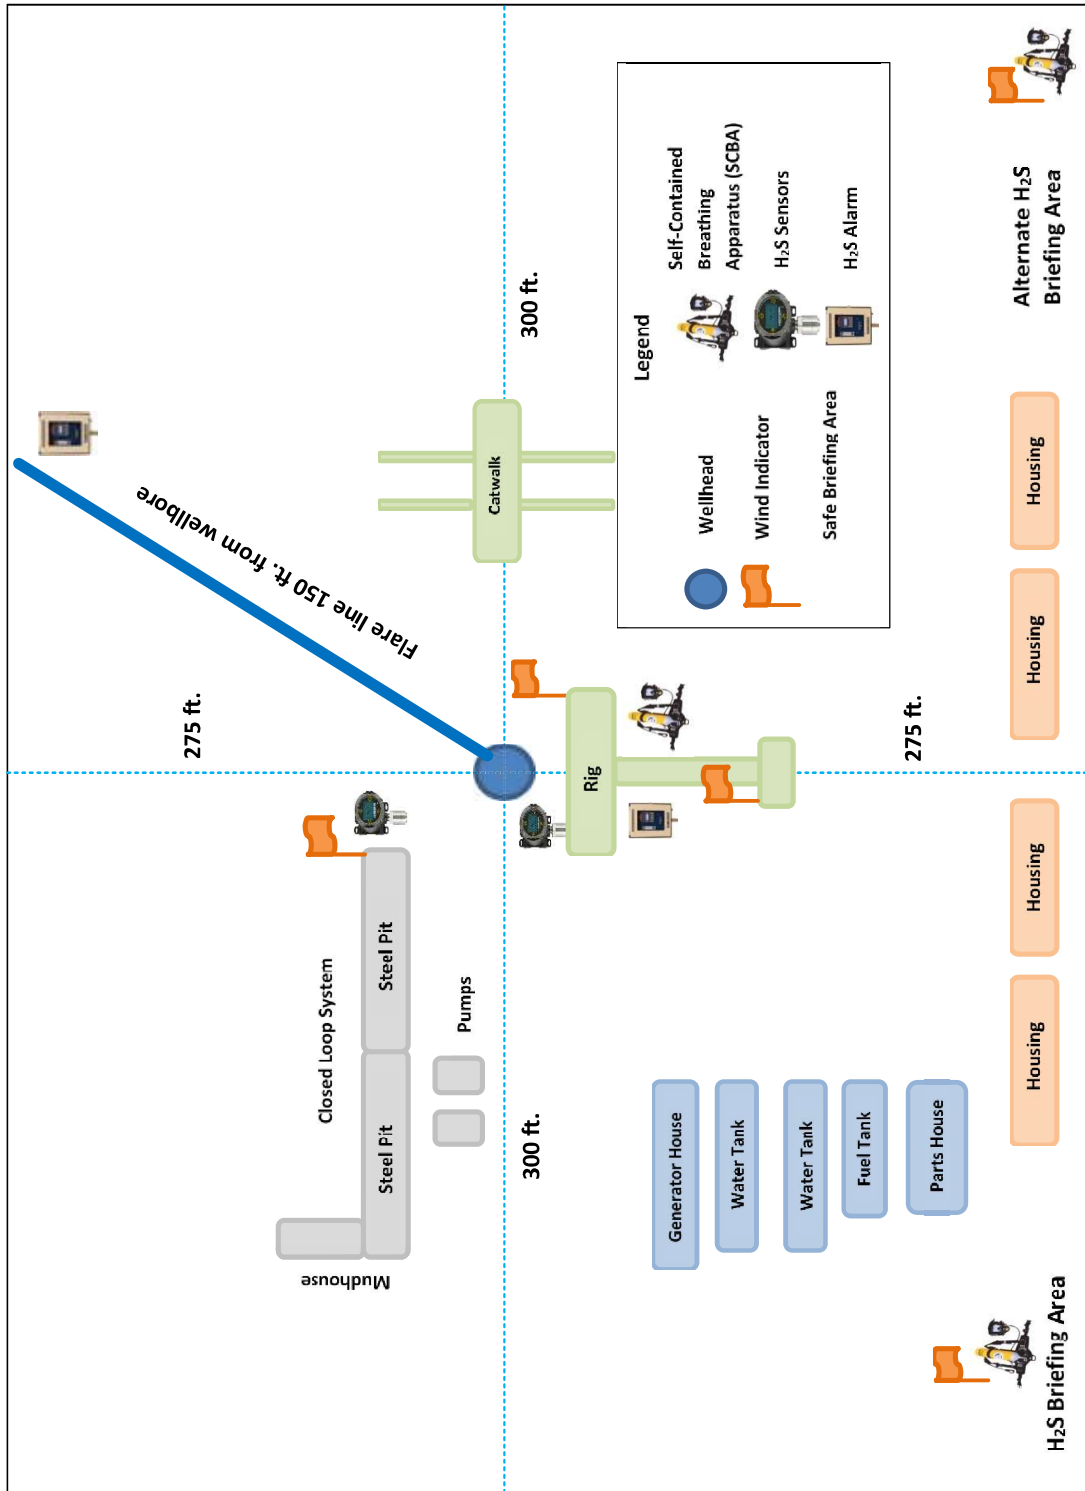 275 ft.
Flare line 150 ft. from wellbore
300 ft.
300 ft.
275 ft.
Closed Loop System
Mudhouse
Steel Pit
Steel Pit
Pumps
Catwalk
Rig
Legend
Wellhead
Wind Indicator
Safe Briefing Area
Self-Contained
Breathing
Apparatus (SCBA)
H₂S Sensors
H₂S Alarm
Generator House
Water Tank
Water Tank
Fuel Tank
Parts House
Housing
Housing
Housing
Housing
H₂S Briefing Area
Alternate H₂S
Briefing Area